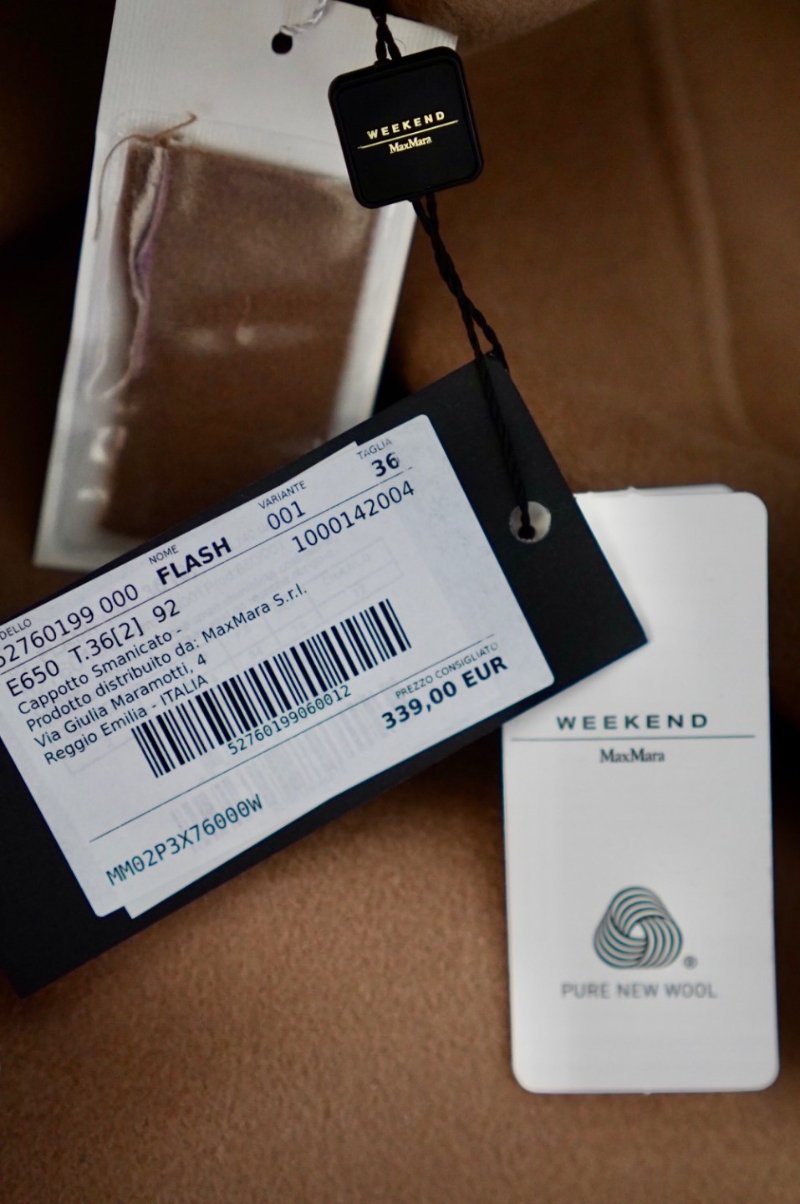 WEEKEND
MaxMara
DELLO NOME VARIANTE TAGLIA
52760199 000 FLASH 001 36
E650 T.36[2] 92 1000142004
Cappotto Smanicato -
Prodotto distribuito da: MaxMara S.r.l.
Via Giulia Maramotti, 4
Reggio Emilia - ITALIA
52760199060012
PREZZO CONSIGLIATO
339,00 EUR
MM02P3X76000W
WEEKEND
MaxMara
®
PURE NEW WOOL